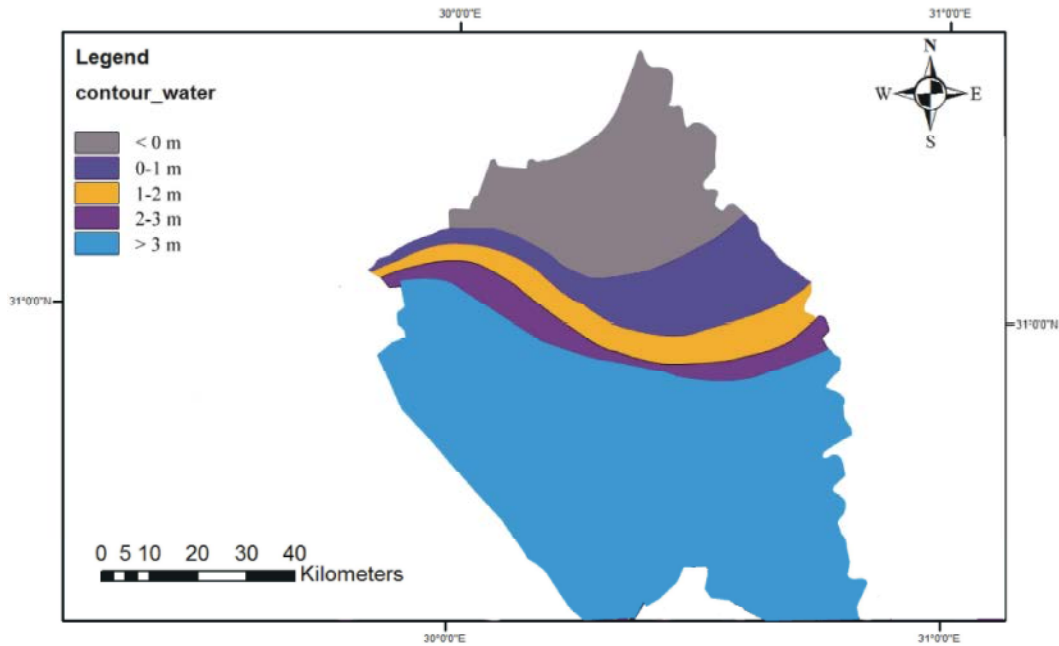 30°0'0"E 31°0'0"E
Legend
contour_water
< 0 m
0-1 m
1-2 m
2-3 m
> 3 m
N
W E
S
31°0'0"N 31°0'0"N
0 5 10 20 30 40
Kilometers
30°0'0"E 31°0'0"E